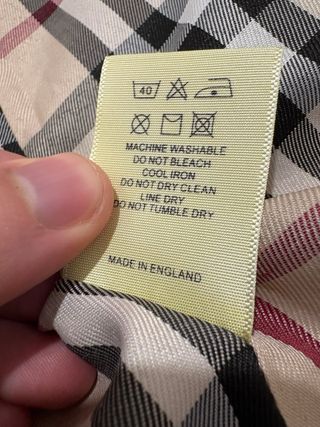 40
MACHINE WASHABLE
DO NOT BLEACH
COOL IRON
DO NOT DRY CLEAN
LINE DRY
DO NOT TUMBLE DRY
MADE IN ENGLAND